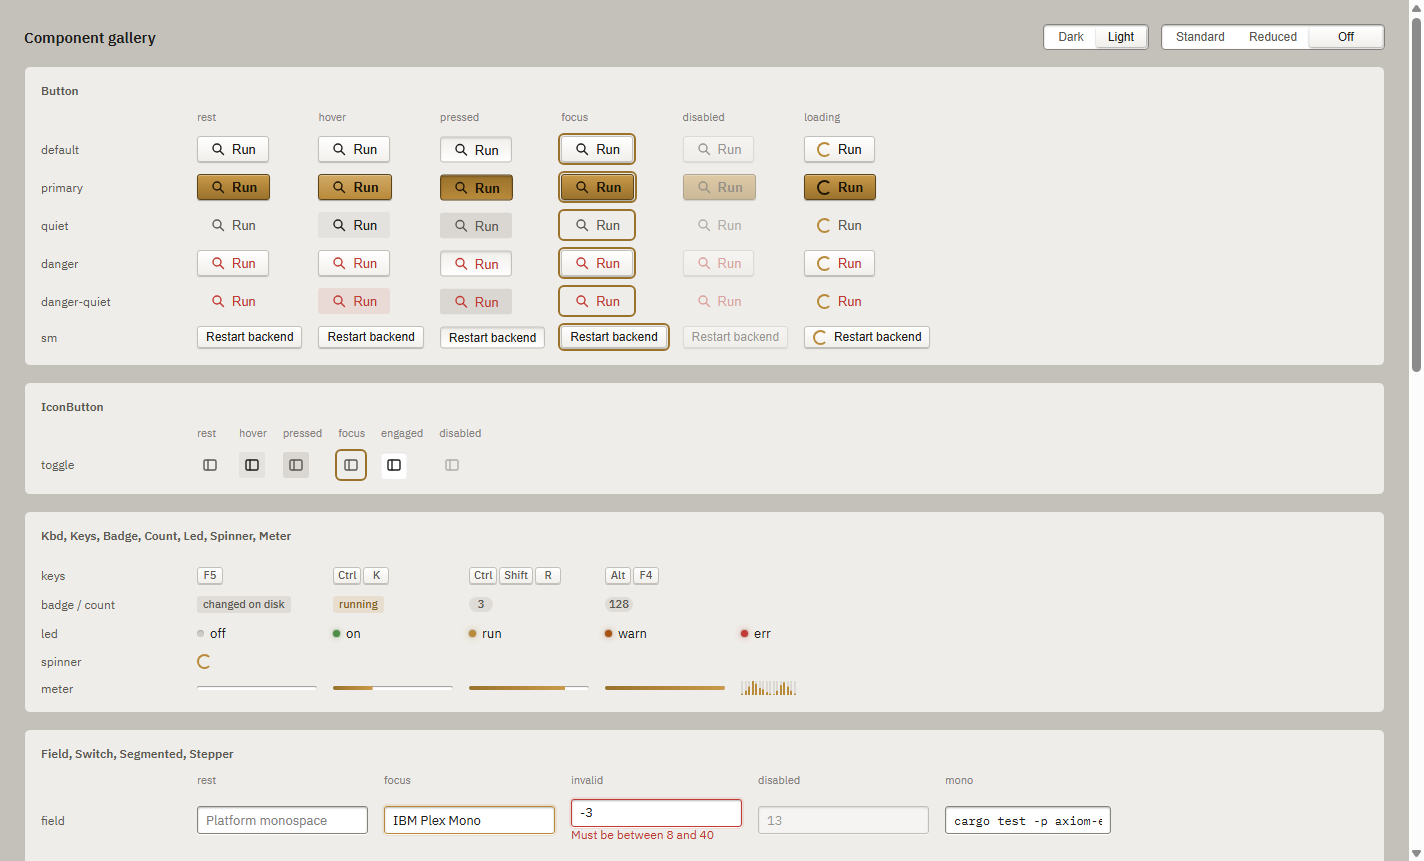 Component gallery
Dark Light Standard Reduced Off
Button
rest hover pressed focus disabled loading
default Run Run Run Run Run Run
primary Run Run Run Run Run Run
quiet Run Run Run Run Run Run
danger Run Run Run Run Run Run
danger-quiet Run Run Run Run Run Run
sm Restart backend Restart backend Restart backend Restart backend Restart backend Restart backend
IconButton
rest hover pressed focus engaged disabled
toggle
Kbd, Keys, Badge, Count, Led, Spinner, Meter
keys F5 Ctrl K Ctrl Shift R Alt F4
badge / count changed on disk running 3 128
led off on run warn err
spinner
meter
Field, Switch, Segmented, Stepper
rest focus invalid disabled mono
field Platform monospace IBM Plex Mono -3 13 cargo test -p axiom-
Must be between 8 and 40